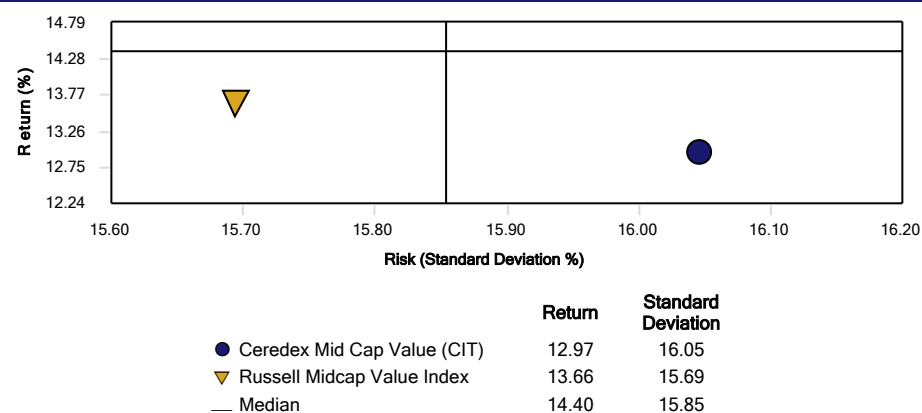 14.79
14.28
13.77
13.26
12.75
12.24
Return (%)
15.60 15.70 15.80 15.90 16.00 16.10 16.20
Risk (Standard Deviation %)
Return Standard Deviation
Ceredex Mid Cap Value (CIT) 12.97 16.05
Russell Midcap Value Index 13.66 15.69
Median 14.40 15.85